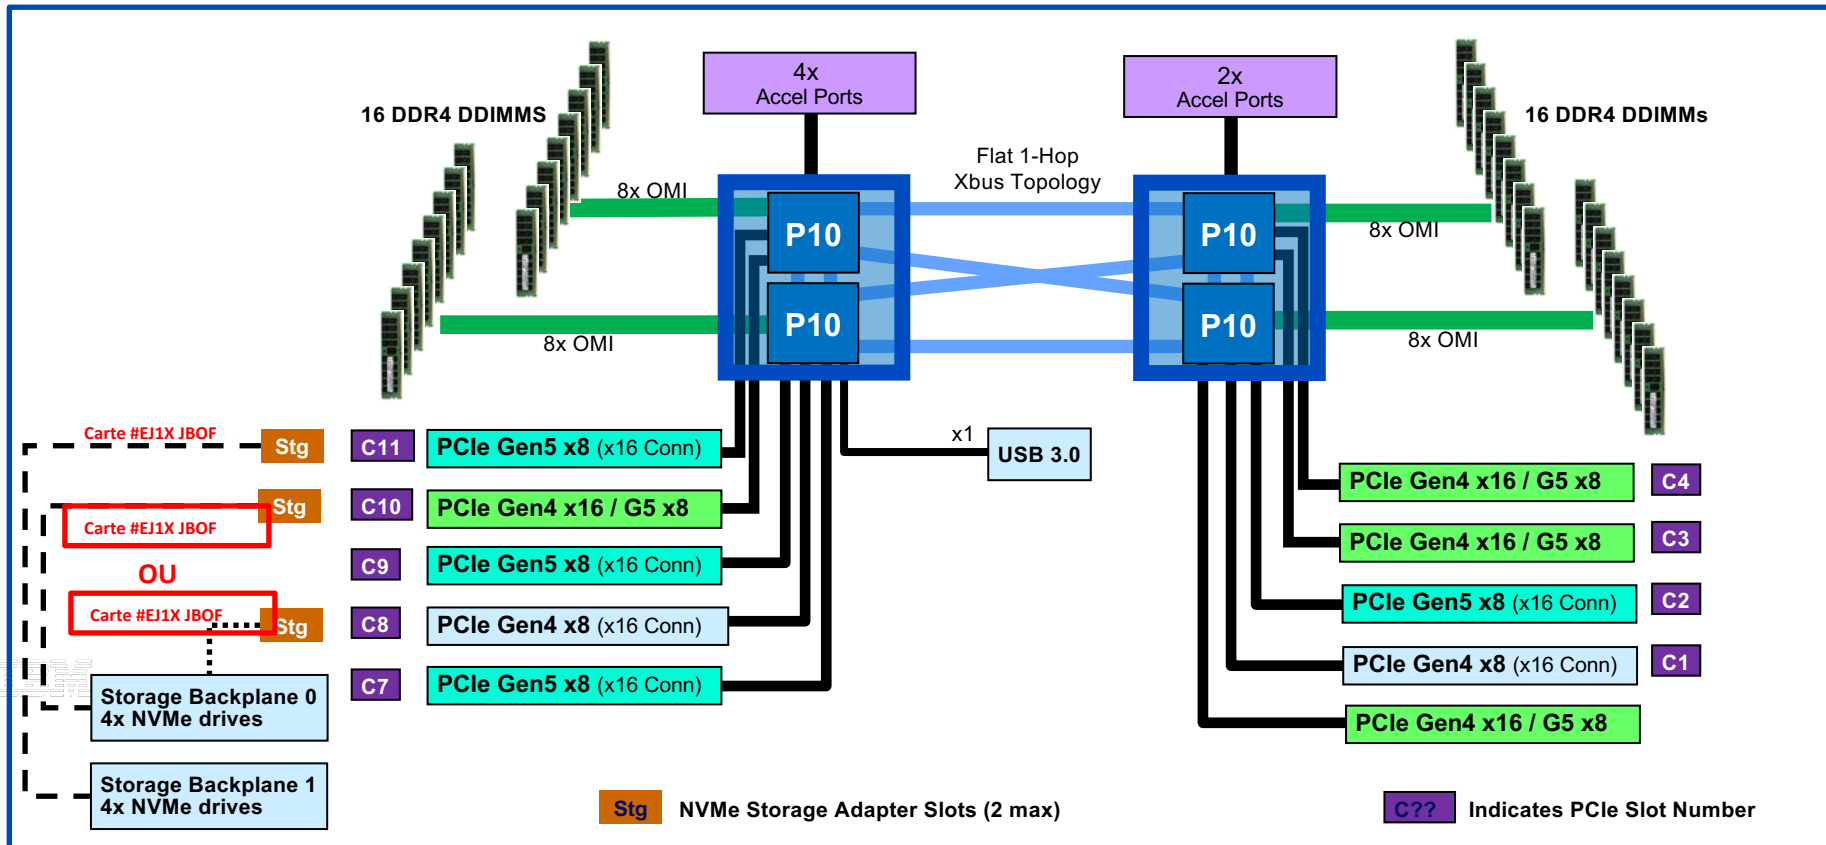 4x
Accel Ports
2x
Accel Ports
16 DDR4 DDIMMS
16 DDR4 DDIMMs
Flat 1-Hop
Xbus Topology
8x OMI
8x OMI
P10
P10
P10
P10
8x OMI
8x OMI
Carte #EJ1X JBOF
Stg
C11
PCIe Gen5 x8 (x16 Conn)
x1
USB 3.0
Stg
C10
PCIe Gen4 x16 / G5 x8
Carte #EJ1X JBOF
C9
PCIe Gen5 x8 (x16 Conn)
OU
Carte #EJ1X JBOF
Stg
C8
PCIe Gen4 x8 (x16 Conn)
C7
PCIe Gen5 x8 (x16 Conn)
PCIe Gen4 x16 / G5 x8
C4
PCIe Gen4 x16 / G5 x8
C3
PCIe Gen5 x8 (x16 Conn)
C2
PCIe Gen4 x8 (x16 Conn)
C1
PCIe Gen4 x16 / G5 x8
IBM
Storage Backplane 0
4x NVMe drives
Storage Backplane 1
4x NVMe drives
Stg
NVMe Storage Adapter Slots (2 max)
C??
Indicates PCIe Slot Number